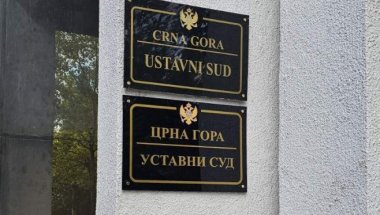 CRNA GORA
USTAVNI SUD
ЦРНА ГОРА
УСТАВНИ СУД